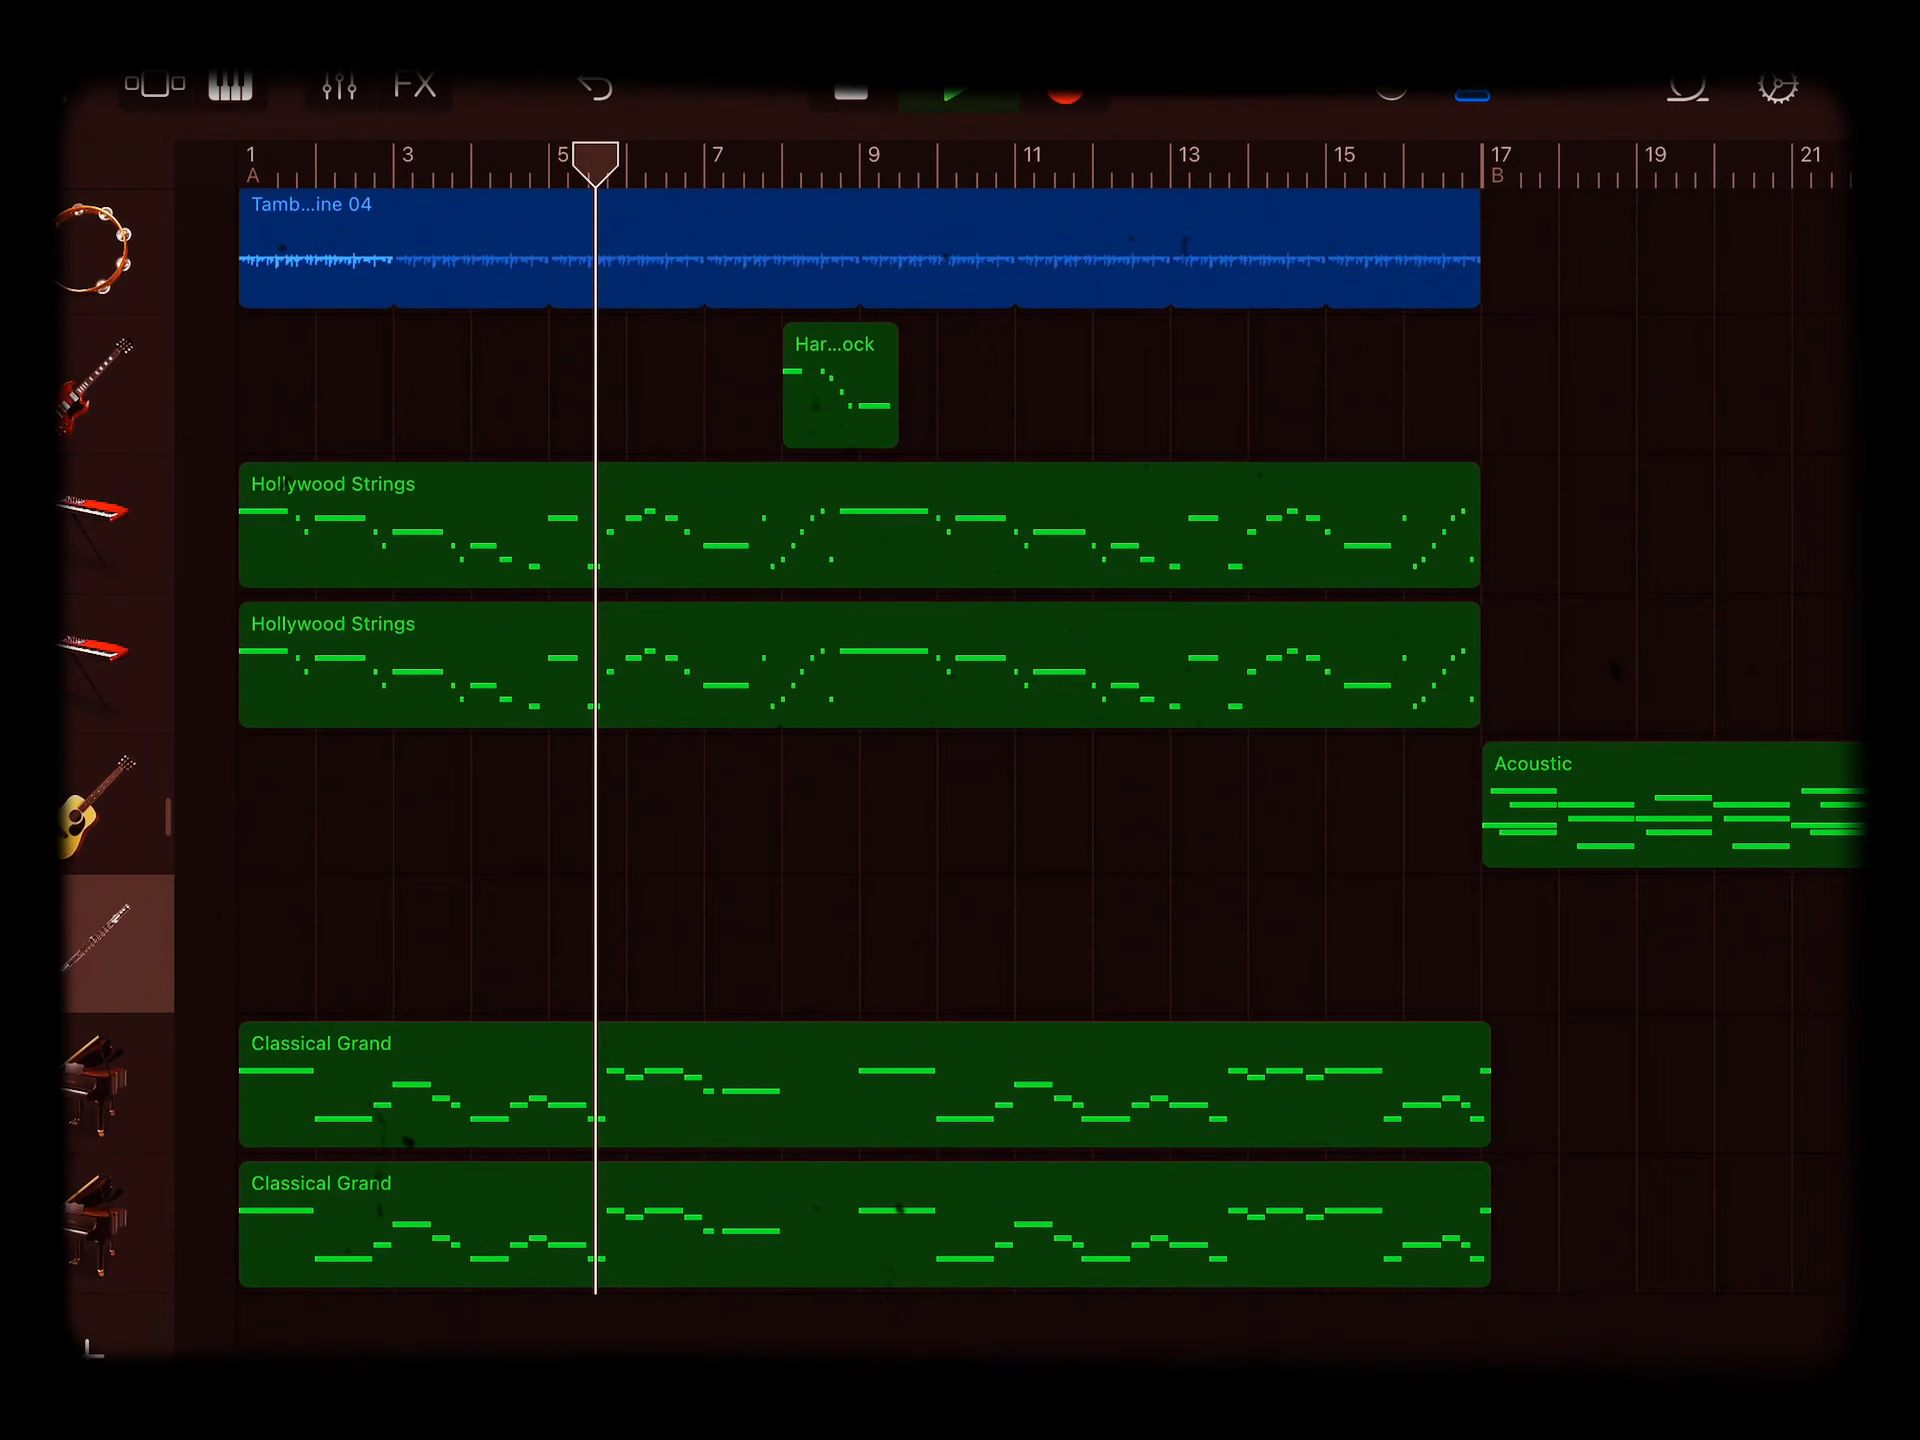 FX
1 3 5 7 9 11 13 15 17 19 21
A B
Tamb...ine 04
Har...ock
Hollywood Strings
Hollywood Strings
Acoustic
Classical Grand
Classical Grand